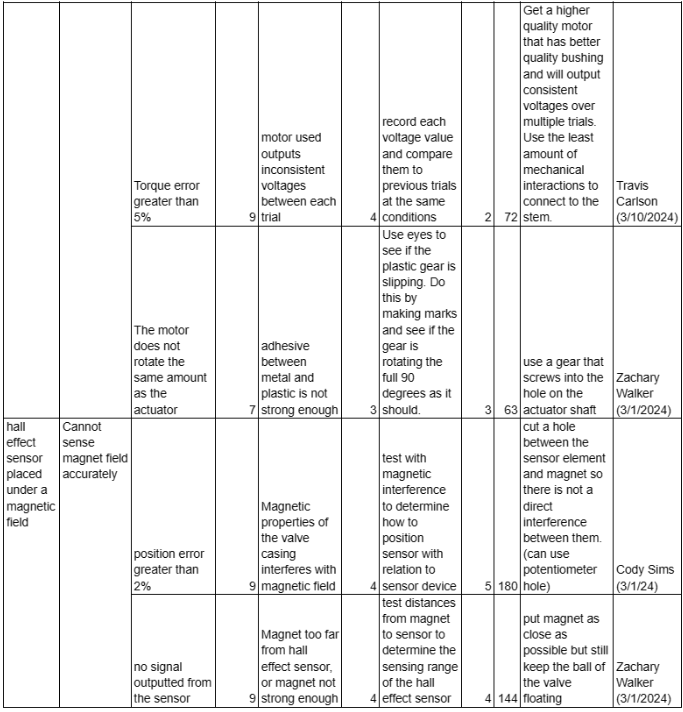 Torque error
greater than
5%
9
motor used
outputs
inconsistent
voltages
between each
trial
4
record each
voltage value
and compare
them to
previous trials
at the same
conditions
2
72
Get a higher
quality motor
that has better
quality bushing
and will output
consistent
voltages over
multiple trials.
Use the least
amount of
mechanical
interactions to
connect to the
stem.
Travis
Carlson
(3/10/2024)
The motor
does not
rotate the
same amount
as the
actuator
7
adhesive
between
metal and
plastic is not
strong enough
3
Use eyes to
see if the
plastic gear is
slipping. Do
this by
making marks
and see if the
gear is
rotating the
full 90
degrees as it
should.
3
63
use a gear that
screws into the
hole on the
actuator shaft
Zachary
Walker
(3/1/2024)
hall
effect
sensor
placed
under a
magnetic
field
Cannot
sense
magnet field
accurately
position error
greater than
2%
9
Magnetic
properties of
the valve
casing
interferes with
magnetic field
4
test with
magnetic
interference
to determine
how to
position
sensor with
relation to
sensor device
5
180
cut a hole
between the
sensor element
and magnet so
there is not a
direct
interference
between them.
(can use
potentiometer
hole)
Cody Sims
(3/1/24)
no signal
outputted from
the sensor
9
Magnet too far
from hall
effect sensor,
or magnet not
strong enough
4
test distances
from magnet
to sensor to
determine the
sensing range
of the hall
effect sensor
4
144
put magnet as
close as
possible but still
keep the ball of
the valve
floating
Zachary
Walker
(3/1/2024)